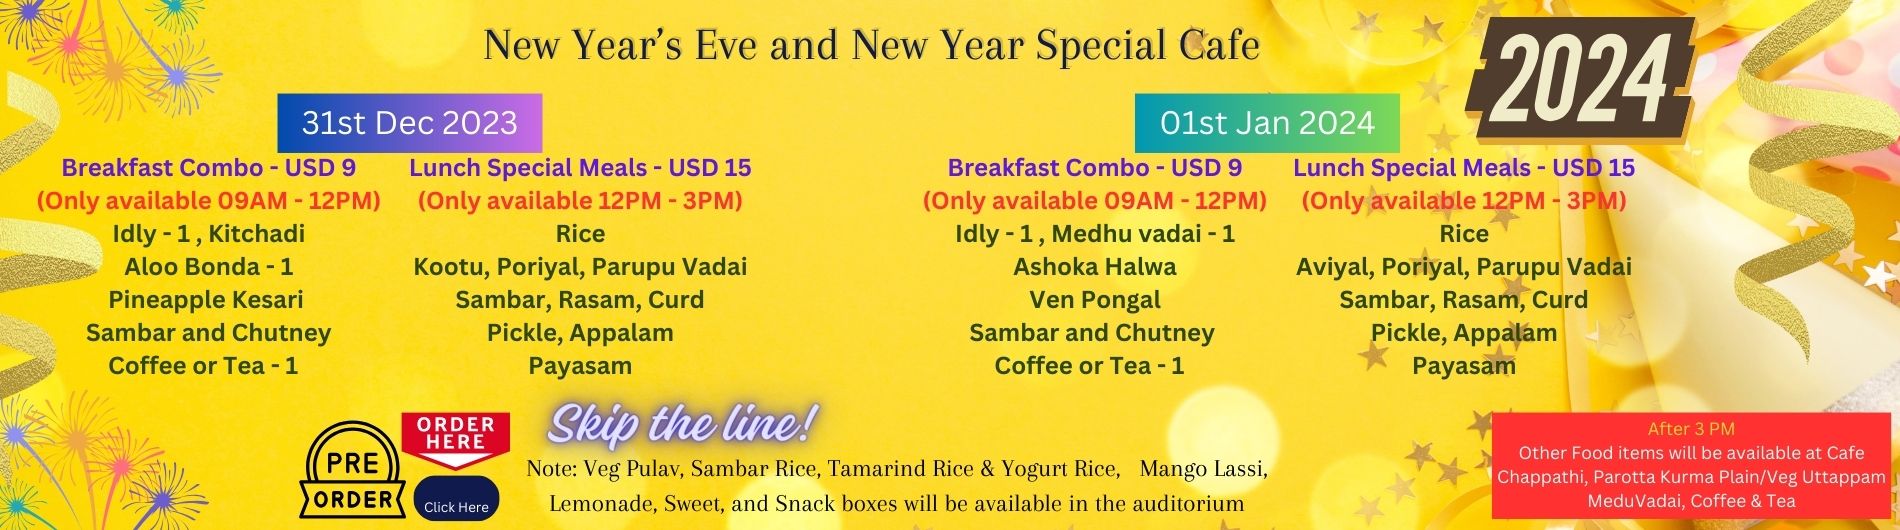 New Year's Eve and New Year Special Cafe
2024
31st Dec 2023
Breakfast Combo - USD 9
(Only available 09AM - 12PM)
Idly - 1 , Kitchadi
Aloo Bonda - 1
Pineapple Kesari
Sambar and Chutney
Coffee or Tea - 1
Lunch Special Meals - USD 15
(Only available 12PM - 3PM)
Rice
Kootu, Poriyal, Parupu Vadai
Sambar, Rasam, Curd
Pickle, Appalam
Payasam
01st Jan 2024
Breakfast Combo - USD 9
(Only available 09AM - 12PM)
Idly - 1 , Medhu vadai - 1
Ashoka Halwa
Ven Pongal
Sambar and Chutney
Coffee or Tea - 1
Lunch Special Meals - USD 15
(Only available 12PM - 3PM)
Rice
Aviyal, Poriyal, Parupu Vadai
Sambar, Rasam, Curd
Pickle, Appalam
Payasam
PRE
ORDER
ORDER
HERE
Click Here
Skip the line!
Note: Veg Pulav, Sambar Rice, Tamarind Rice & Yogurt Rice, Mango Lassi,
Lemonade, Sweet, and Snack boxes will be available in the auditorium
After 3 PM
Other Food items will be available at Cafe
Chappathi, Parotta Kurma Plain/Veg Uttappam
MeduVadai, Coffee & Tea